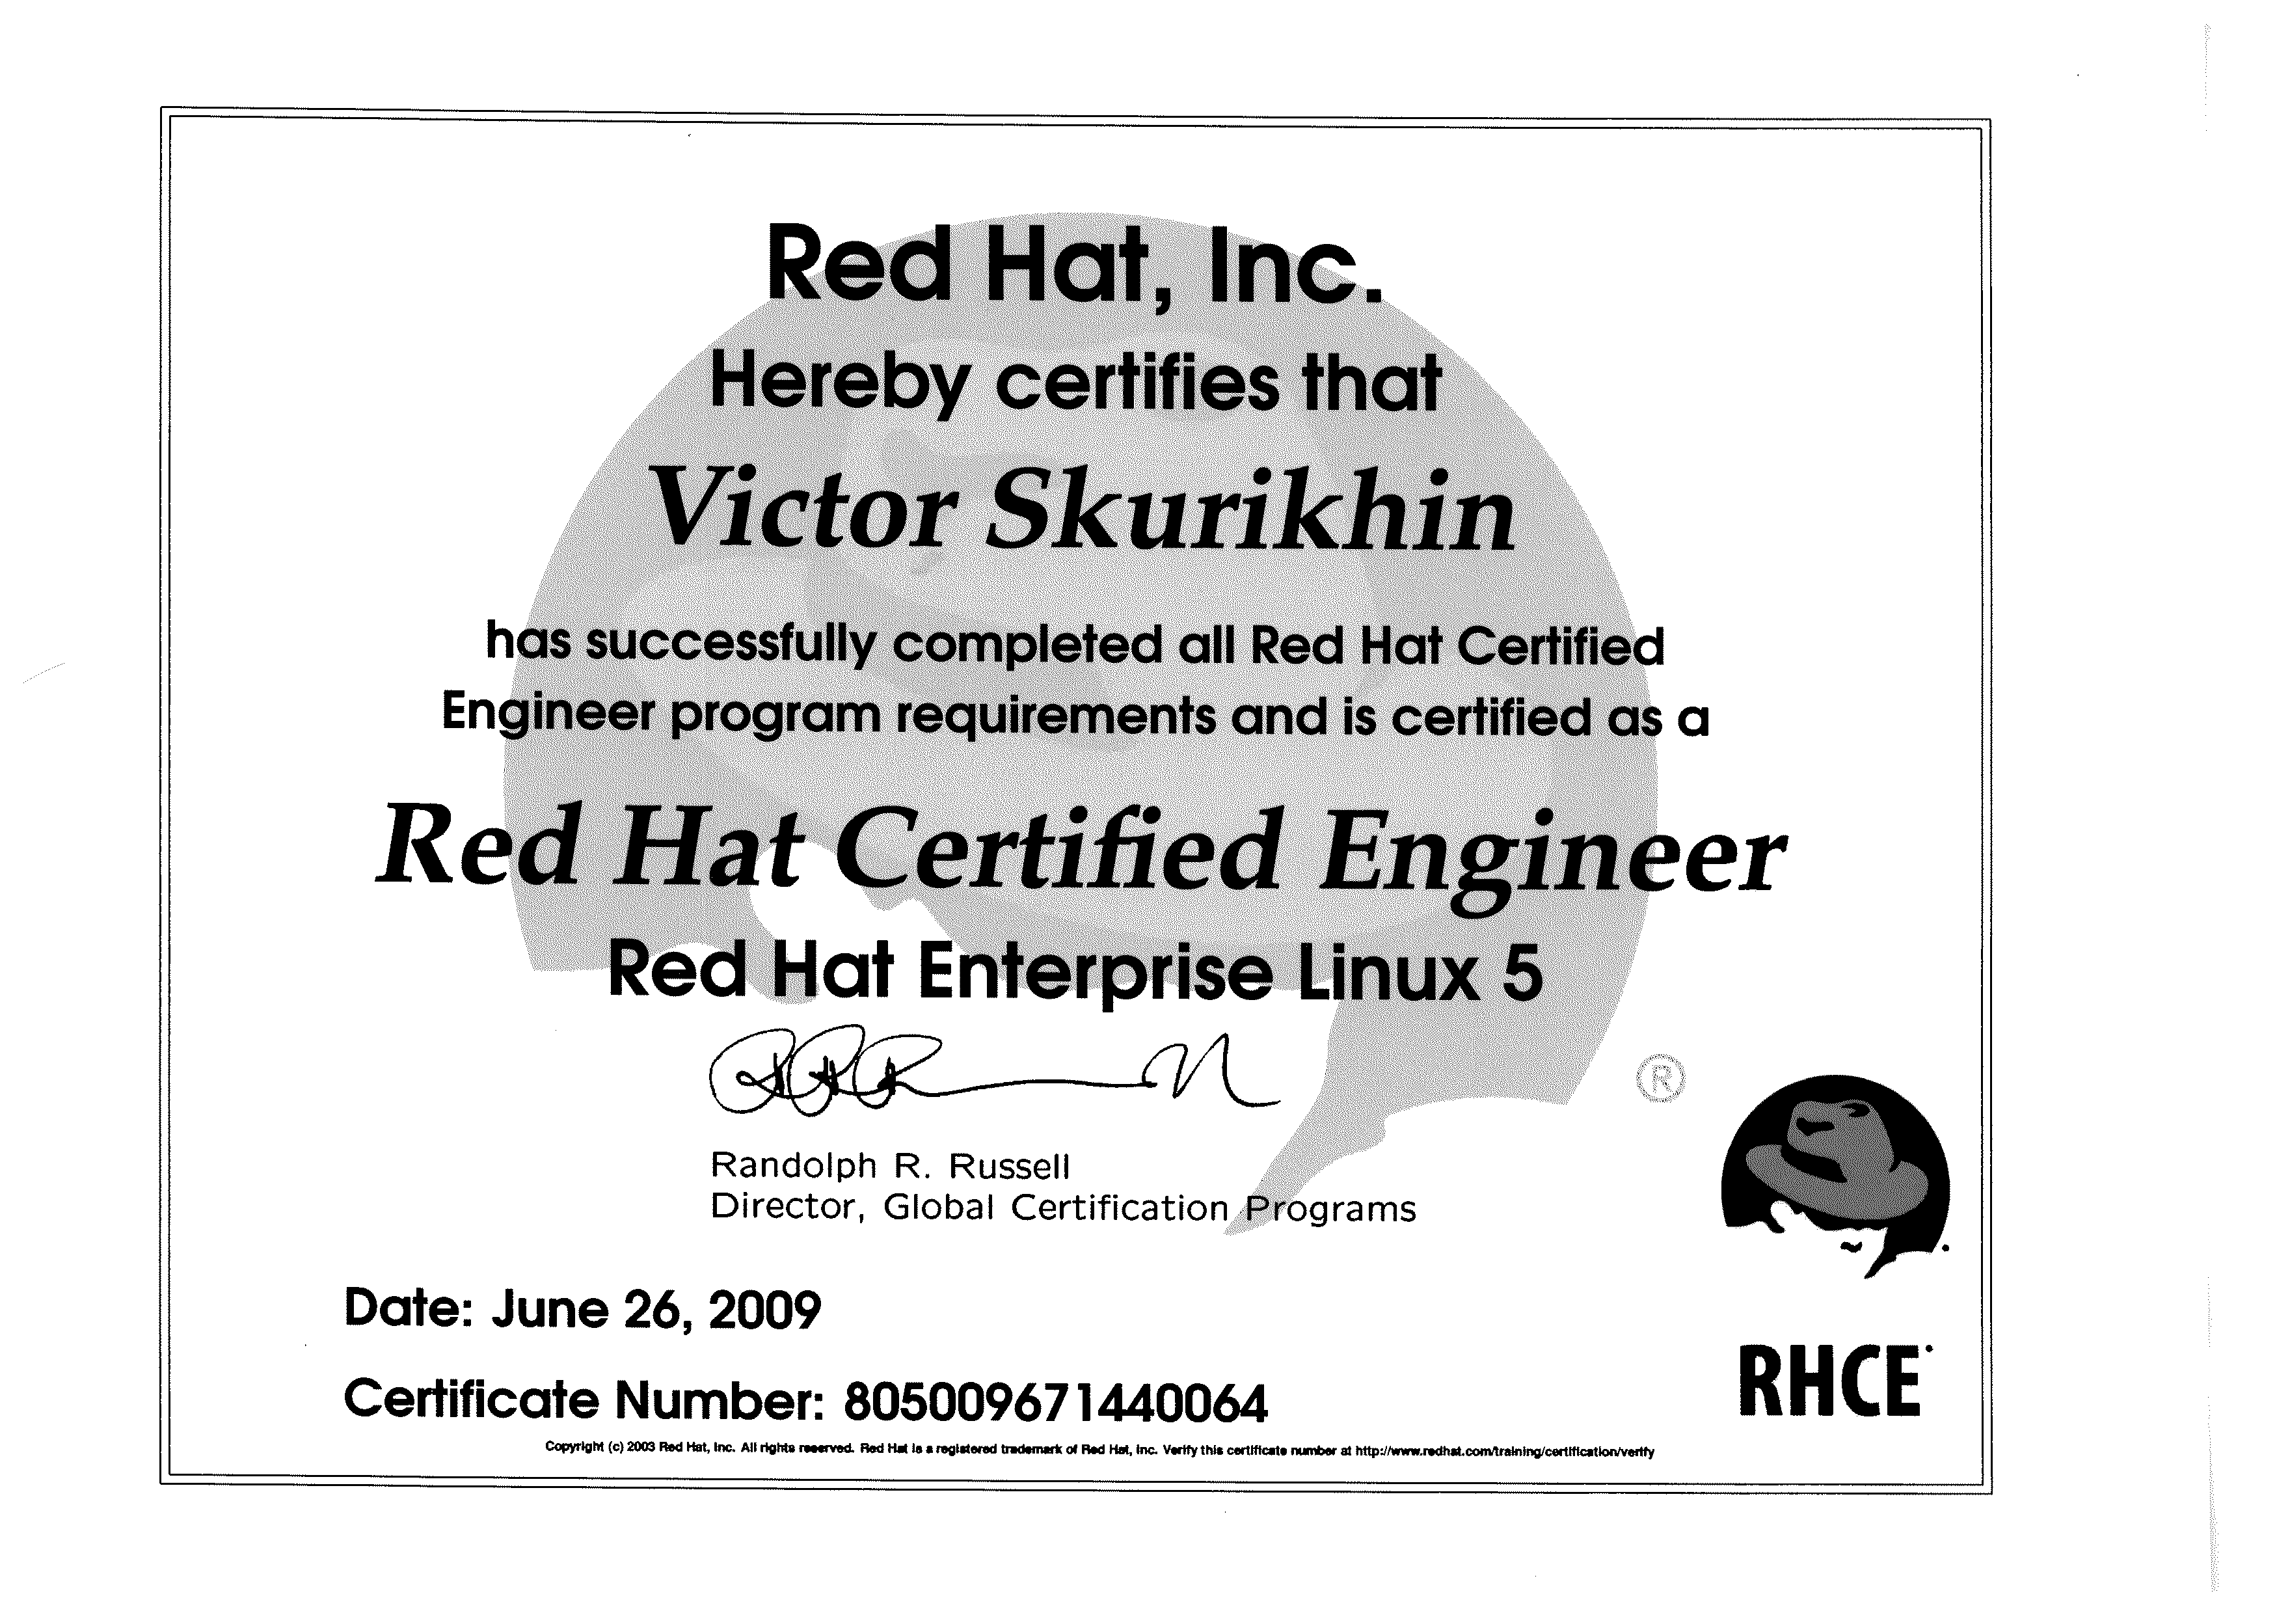 Red Hat, Inc.
Hereby certifies that
Victor Skurikhin
has successfully completed all Red Hat Certified
Engineer program requirements and is certified as a
Red Hat Certified Engineer
Red Hat Enterprise Linux 5
®
Randolph R. Russell
Director, Global Certification Programs
Date: June 26, 2009
RHCE
Certificate Number: 805009671440064
Copyright (c) 2003 Red Hat, Inc. All rights reserved. Red Hat is a registered trademark of Red Hat, Inc. Verify this certificate number at http://www.redhat.com/training/certification/verify